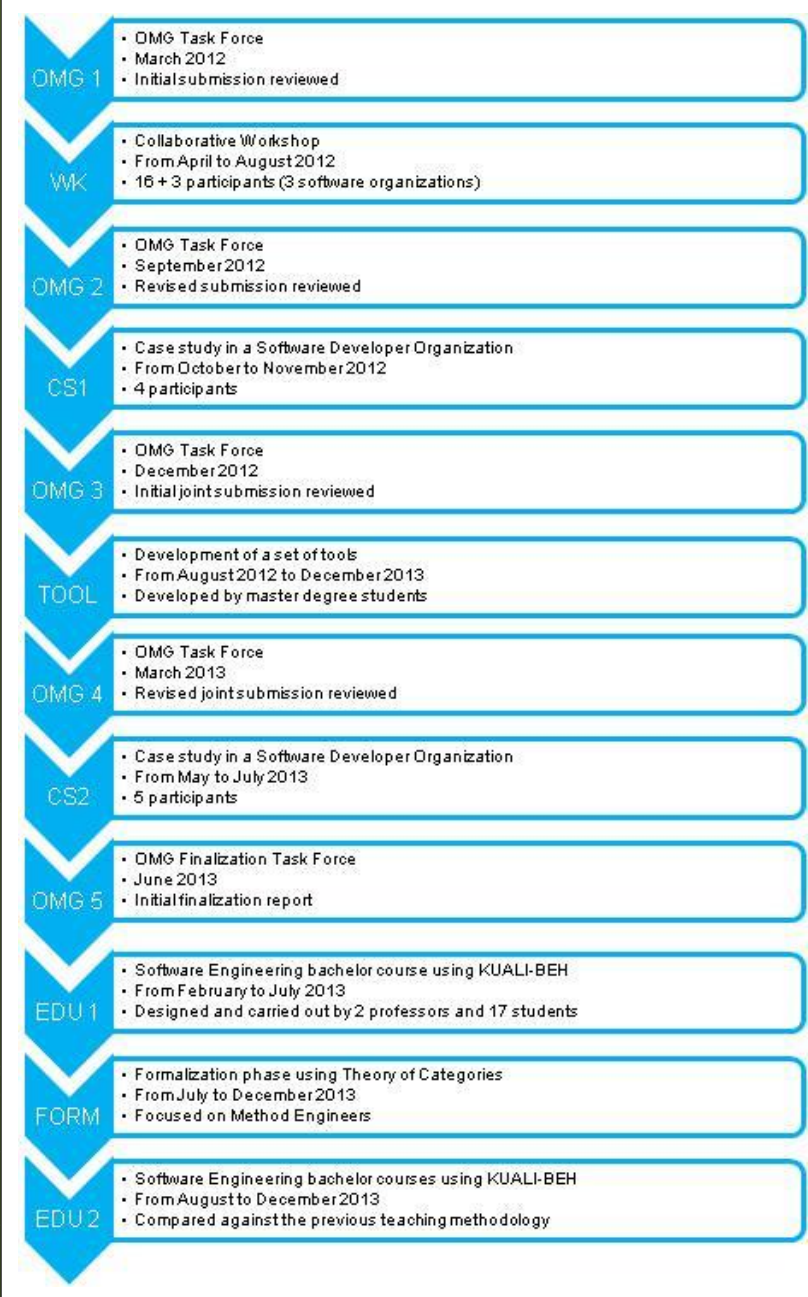 OMG 1
• OMG Task Force
• March 2012
• Initial submission reviewed
WK
• Collaborative Workshop
• From April to August 2012
• 16 + 3 participants (3 software organizations)
OMG 2
• OMG Task Force
• September 2012
• Revised submission reviewed
CS1
• Case study in a Software Developer Organization
• From October to November 2012
• 4 participants
OMG 3
• OMG Task Force
• December 2012
• Initial joint submission reviewed
TOOL
• Development of a set of tools
• From August 2012 to December 2013
• Developed by master degree students
OMG 4
• OMG Task Force
• March 2013
• Revised joint submission reviewed
CS2
• Case study in a Software Developer Organization
• From May to July 2013
• 5 participants
OMG 5
• OMG Finalization Task Force
• June 2013
• Initial finalization report
EDU 1
• Software Engineering bachelor course using KUALI-BEH
• From February to July 2013
• Designed and carried out by 2 professors and 17 students
FORM
• Formalization phase using Theory of Categories
• From July to December 2013
• Focused on Method Engineers
EDU 2
• Software Engineering bachelor courses using KUALI-BEH
• From August to December 2013
• Compared against the previous teaching methodology